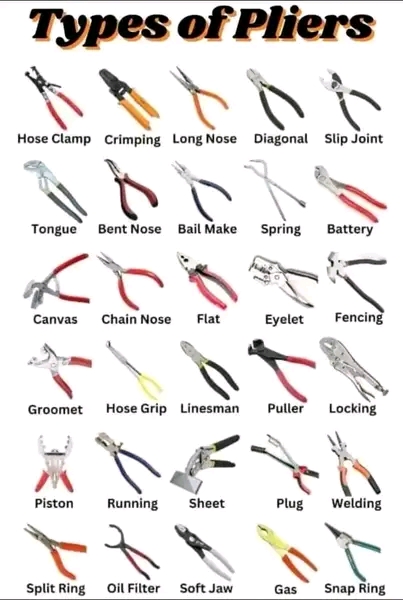 Types of Pliers
Hose Clamp Crimping Long Nose Diagonal Slip Joint
Tongue Bent Nose Bail Make Spring Battery
Canvas Chain Nose Flat Eyelet Fencing
Groomet Hose Grip Linesman Puller Locking
Piston Running Sheet Plug Welding
Split Ring Oil Filter Soft Jaw Gas Snap Ring